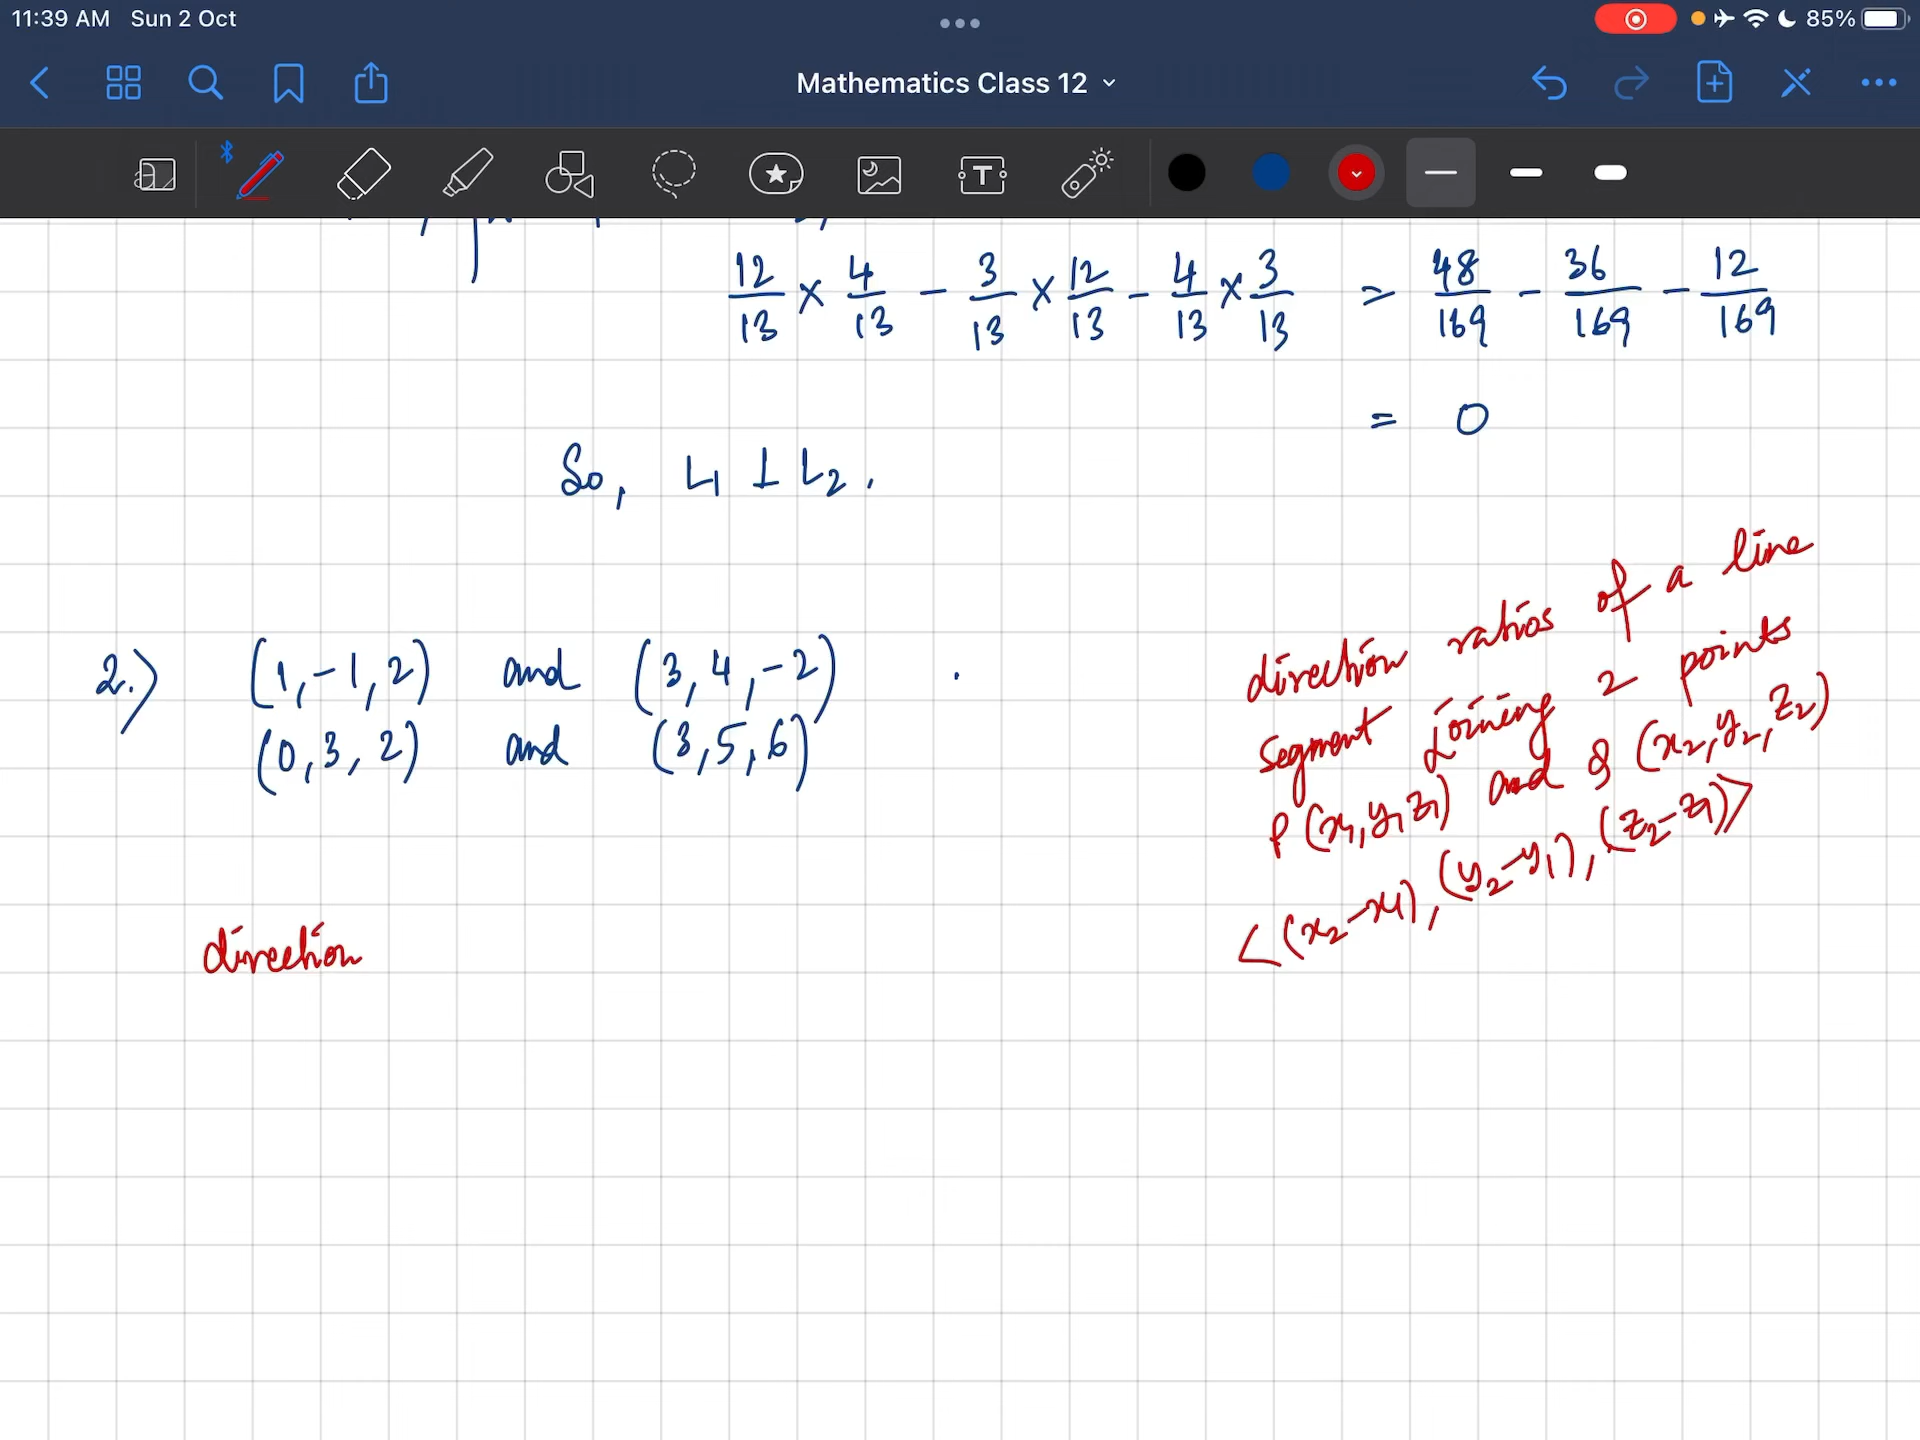 11:39 AM Sun 2 Oct
85%
Mathematics Class 12
12/13 × 4/13 - 3/13 × 12/13 - 4/13 × 3/13 = 48/169 - 36/169 - 12/169
= 0
So, L1 ⊥ L2.
2.) (1,-1,2) and (3,4,-2)
(0,3,2) and (3,5,6)
direction ratios of a line
segment joining 2 points
P(x1,y1,z1) and Q(x2,y2,z2)
<(x2-x1),(y2-y1),(z2-z1)>
direction